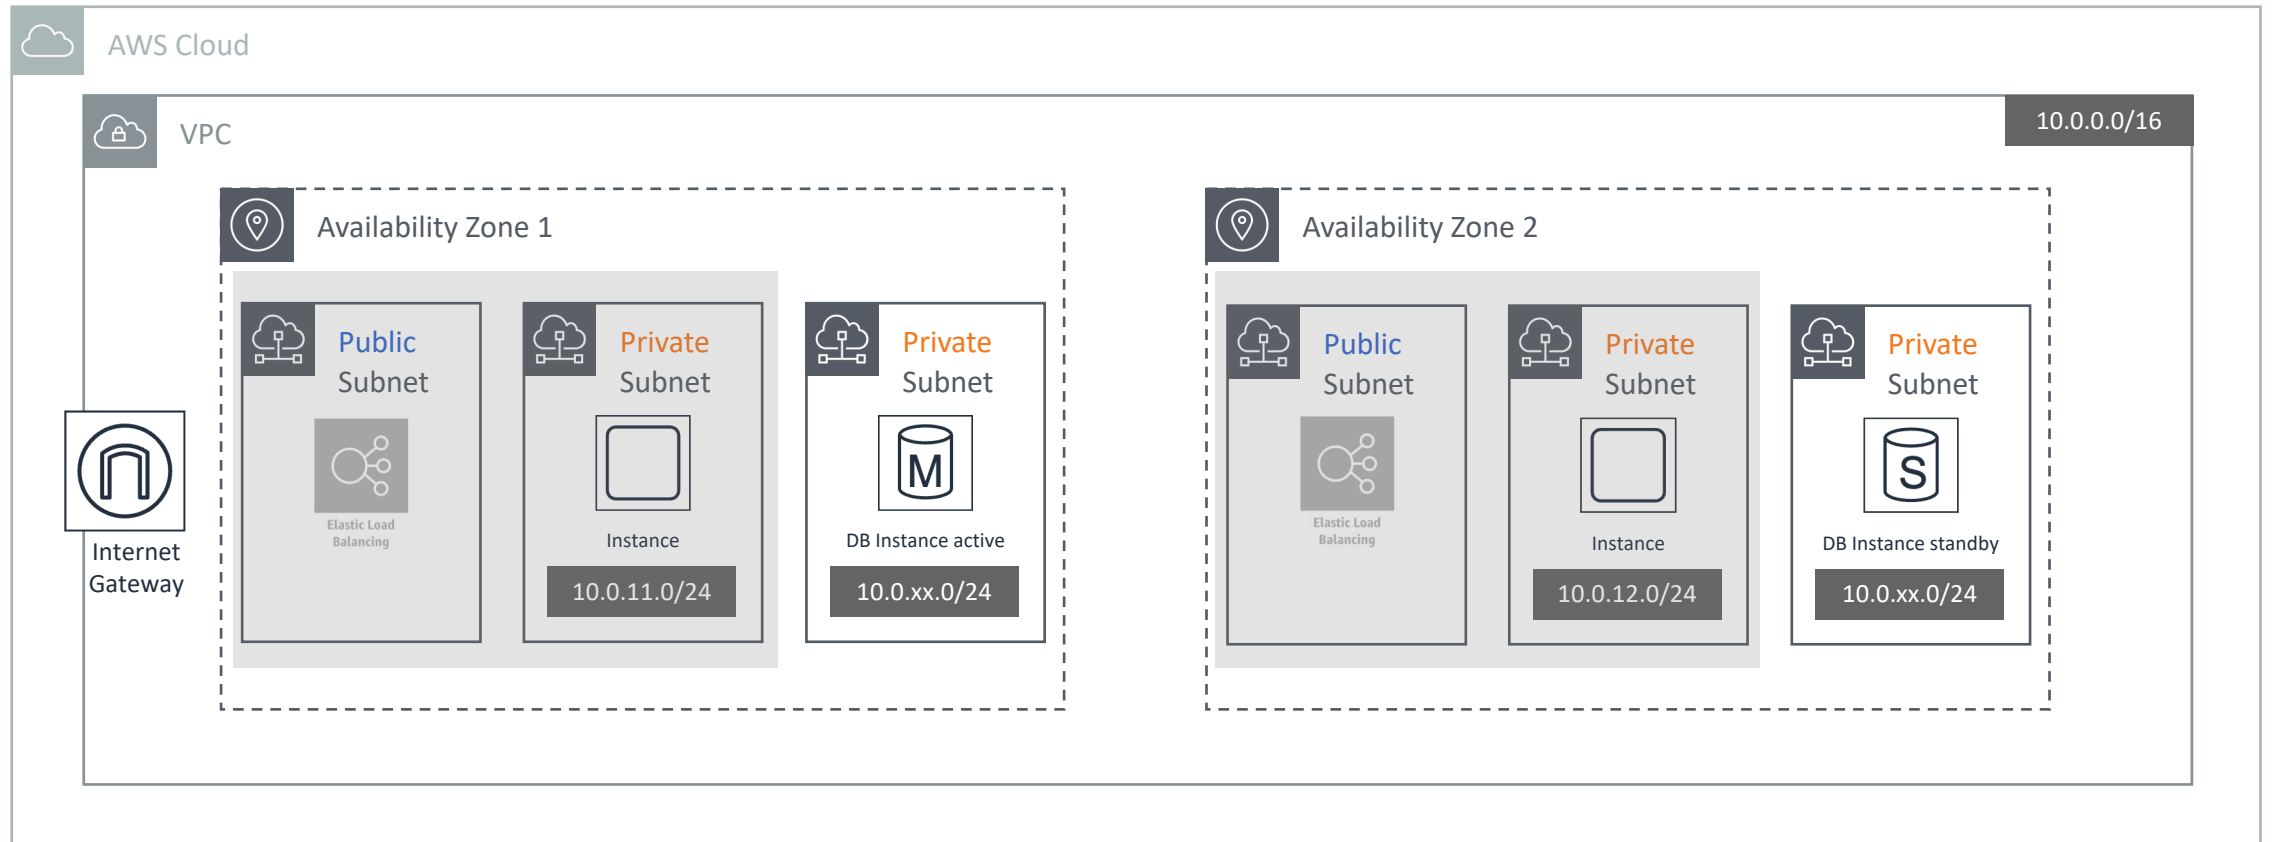 AWS Cloud
VPC
10.0.0.0/16
Availability Zone 1
Public
Subnet
Elastic Load
Balancing
Private
Subnet
Instance
10.0.11.0/24
Private
Subnet
M
DB Instance active
10.0.xx.0/24
Availability Zone 2
Public
Subnet
Elastic Load
Balancing
Private
Subnet
Instance
10.0.12.0/24
Private
Subnet
S
DB Instance standby
10.0.xx.0/24
Internet
Gateway